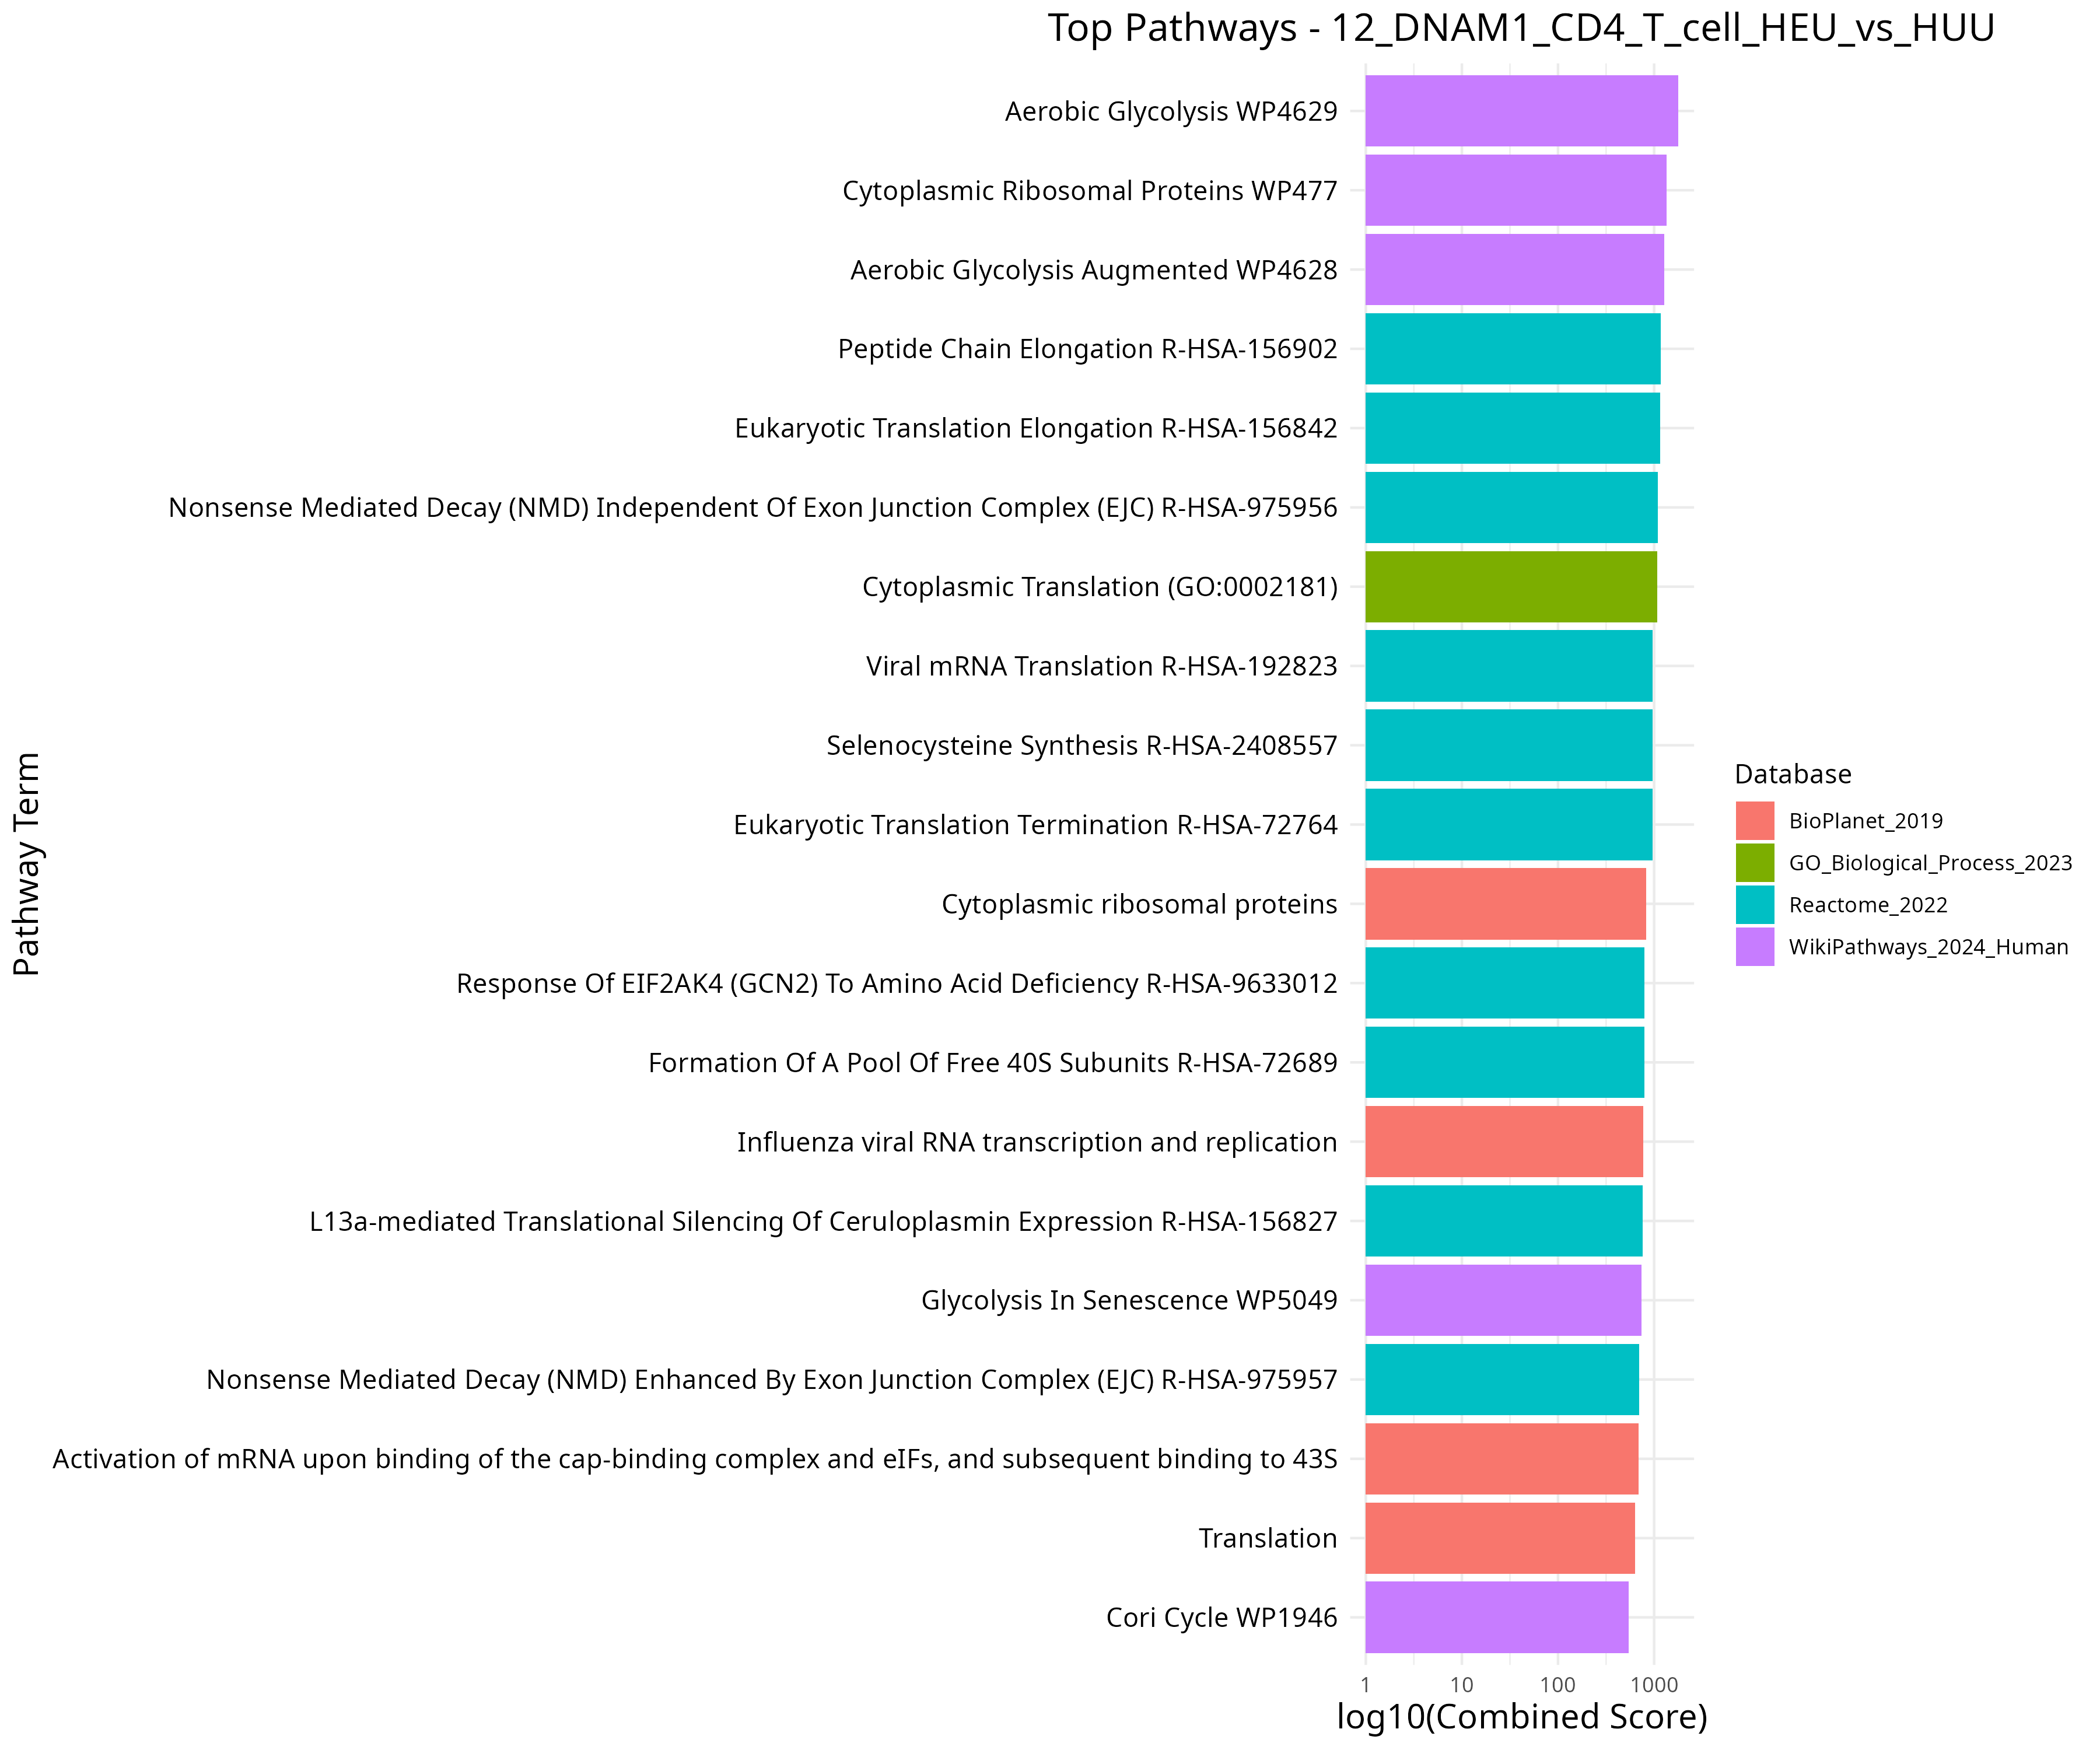 Top Pathways - 12_DNAM1_CD4_T_cell_HEU_vs_HUU
Pathway Term
Aerobic Glycolysis WP4629
Cytoplasmic Ribosomal Proteins WP477
Aerobic Glycolysis Augmented WP4628
Peptide Chain Elongation R-HSA-156902
Eukaryotic Translation Elongation R-HSA-156842
Nonsense Mediated Decay (NMD) Independent Of Exon Junction Complex (EJC) R-HSA-975956
Cytoplasmic Translation (GO:0002181)
Viral mRNA Translation R-HSA-192823
Selenocysteine Synthesis R-HSA-2408557
Eukaryotic Translation Termination R-HSA-72764
Cytoplasmic ribosomal proteins
Response Of EIF2AK4 (GCN2) To Amino Acid Deficiency R-HSA-9633012
Formation Of A Pool Of Free 40S Subunits R-HSA-72689
Influenza viral RNA transcription and replication
L13a-mediated Translational Silencing Of Ceruloplasmin Expression R-HSA-156827
Glycolysis In Senescence WP5049
Nonsense Mediated Decay (NMD) Enhanced By Exon Junction Complex (EJC) R-HSA-975957
Activation of mRNA upon binding of the cap-binding complex and eIFs, and subsequent binding to 43S
Translation
Cori Cycle WP1946
1 10 100 1000
log10(Combined Score)
Database
BioPlanet_2019
GO_Biological_Process_2023
Reactome_2022
WikiPathways_2024_Human